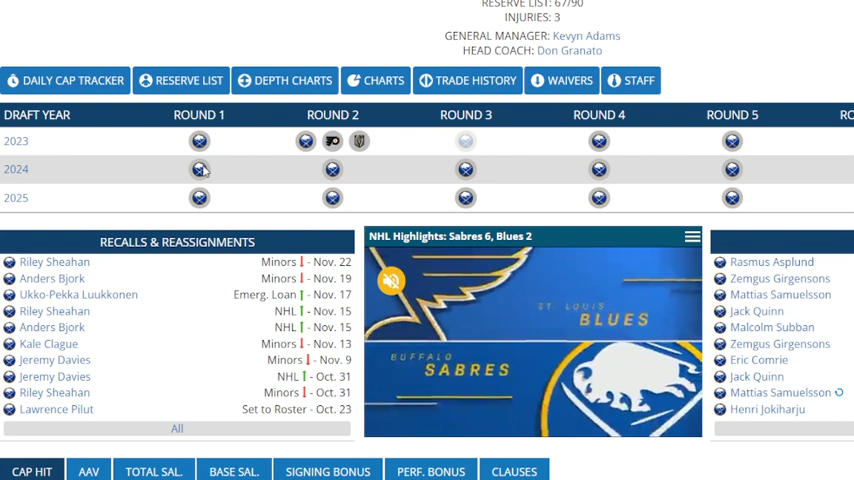 RESERVE LIST: 67/90
INJURIES: 3
GENERAL MANAGER: Kevyn Adams
HEAD COACH: Don Granato
DAILY CAP TRACKER RESERVE LIST DEPTH CHARTS CHARTS TRADE HISTORY WAIVERS STAFF
DRAFT YEAR ROUND 1 ROUND 2 ROUND 3 ROUND 4 ROUND 5 RO
2023
2024
2025
RECALLS & REASSIGNMENTS
Riley Sheahan Minors - Nov. 22
Anders Bjork Minors - Nov. 19
Ukko-Pekka Luukkonen Emerg. Loan - Nov. 17
Riley Sheahan NHL - Nov. 15
Anders Bjork NHL - Nov. 15
Kale Clague Minors - Nov. 13
Jeremy Davies Minors - Nov. 9
Jeremy Davies NHL - Oct. 31
Riley Sheahan Minors - Oct. 31
Lawrence Pilut Set to Roster - Oct. 23
All
NHL Highlights: Sabres 6, Blues 2
ST. LOUIS
BLUES
BUFFALO
SABRES
Rasmus Asplund
Zemgus Girgensons
Mattias Samuelsson
Jack Quinn
Malcolm Subban
Zemgus Girgensons
Eric Comrie
Jack Quinn
Mattias Samuelsson
Henri Jokiharju
CAP HIT AAV TOTAL SAL. BASE SAL. SIGNING BONUS PERF. BONUS CLAUSES